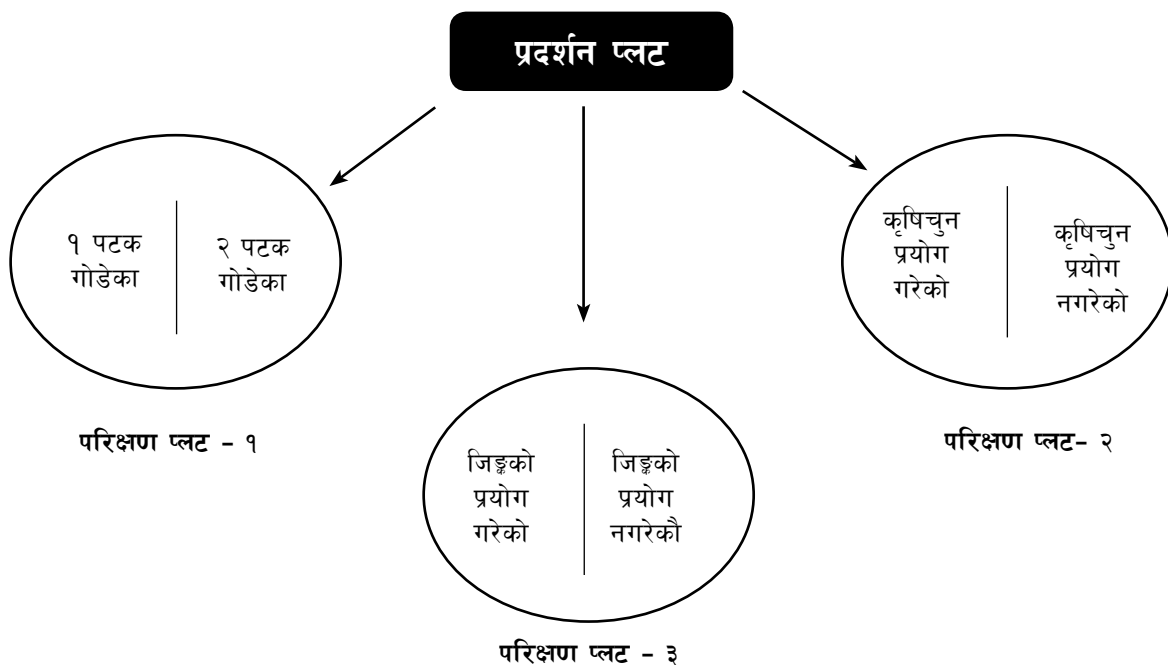 प्रदर्शन प्लट
१ पटक
गोडेका
२ पटक
गोडेका
परिक्षण प्लट - १
कृषिचुन
प्रयोग
गरेको
कृषिचुन
प्रयोग
नगरेको
परिक्षण प्लट- २
जिङ्कको
प्रयोग
गरेको
जिङ्कको
प्रयोग
नगरेकौ
परिक्षण प्लट - ३